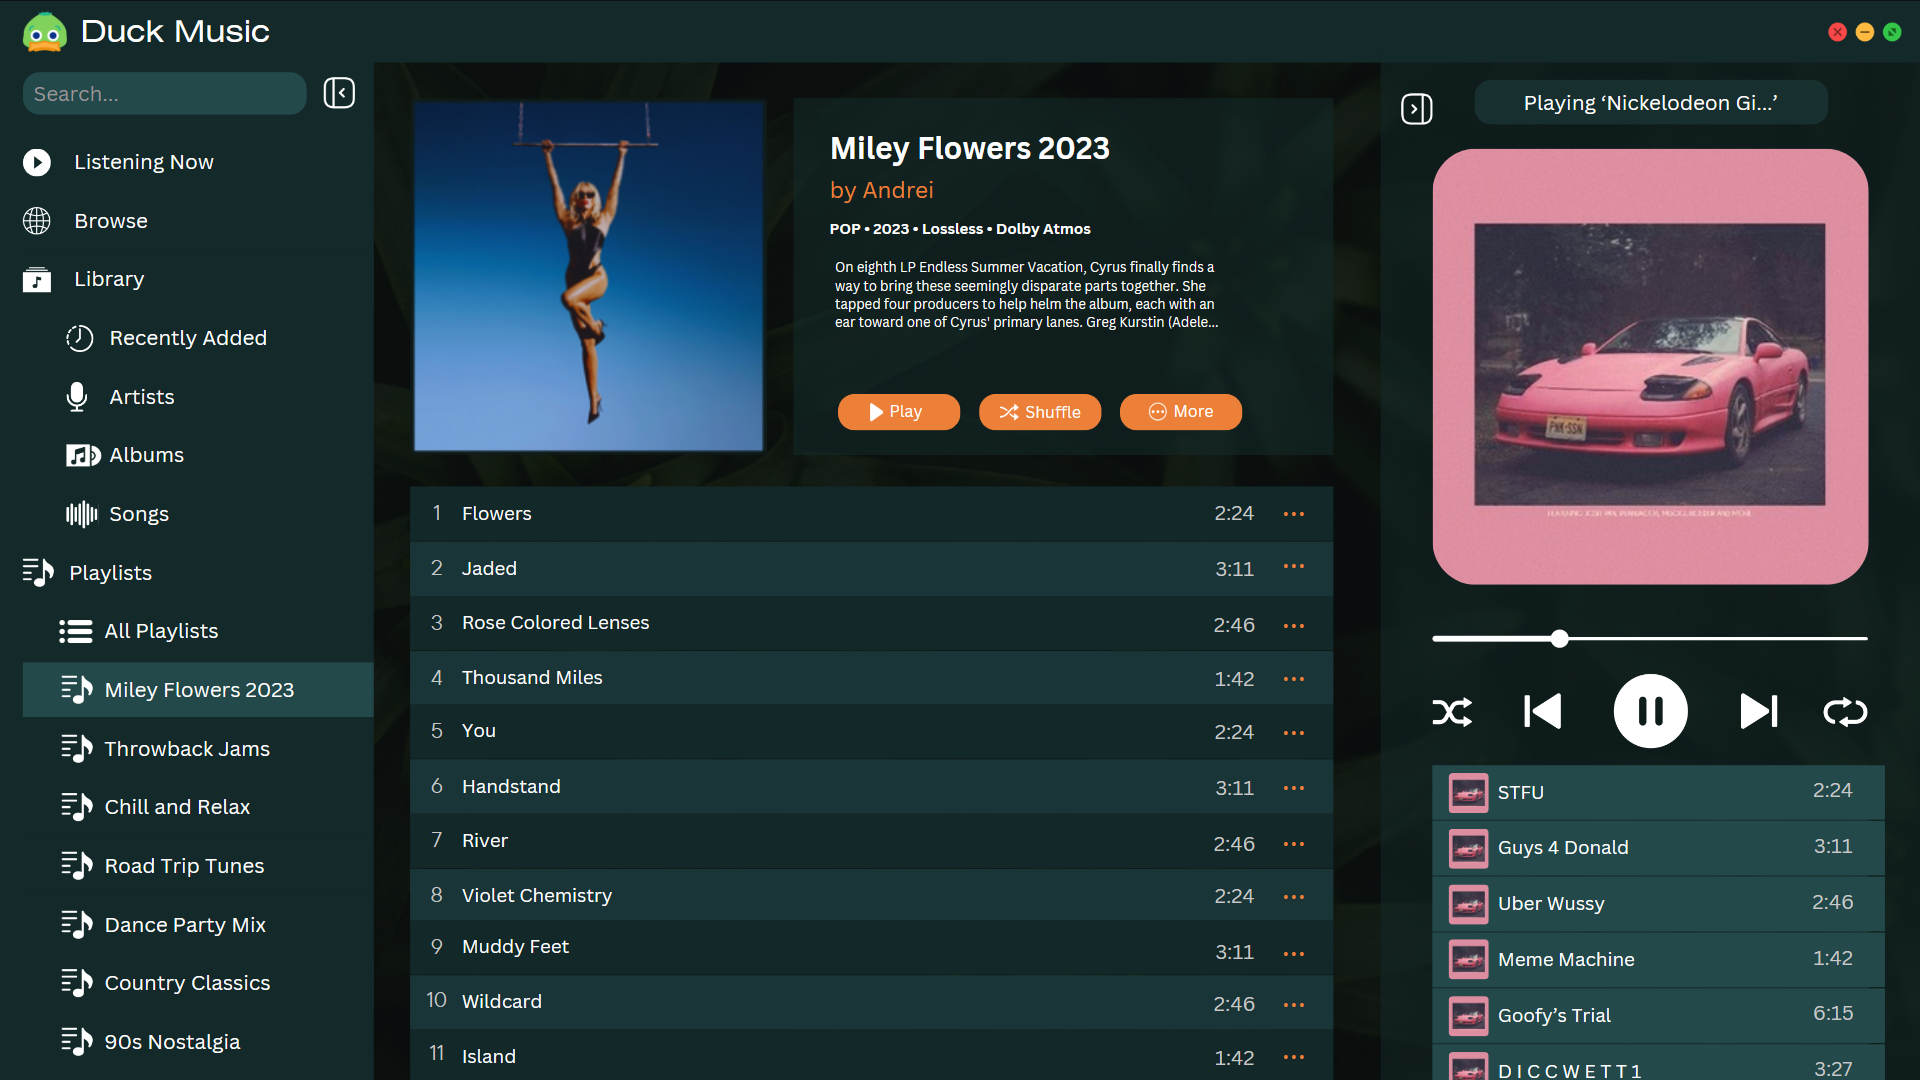 Duck Music
Search...
Listening Now
Browse
Library
Recently Added
Artists
Albums
Songs
Playlists
All Playlists
Miley Flowers 2023
Throwback Jams
Chill and Relax
Road Trip Tunes
Dance Party Mix
Country Classics
90s Nostalgia
Miley Flowers 2023
by Andrei
POP • 2023 • Lossless • Dolby Atmos
On eighth LP Endless Summer Vacation, Cyrus finally finds a
way to bring these seemingly disparate parts together. She
tapped four producers to help helm the album, each with an
ear toward one of Cyrus' primary lanes. Greg Kurstin (Adele...
Play
Shuffle
More
1 Flowers 2:24
2 Jaded 3:11
3 Rose Colored Lenses 2:46
4 Thousand Miles 1:42
5 You 2:24
6 Handstand 3:11
7 River 2:46
8 Violet Chemistry 2:24
9 Muddy Feet 3:11
10 Wildcard 2:46
11 Island 1:42
Playing ‘Nickelodeon Gi...’
PNK-SSN
STFU 2:24
Guys 4 Donald 3:11
Uber Wussy 2:46
Meme Machine 1:42
Goofy’s Trial 6:15
D I C C W E T T 1 3:27